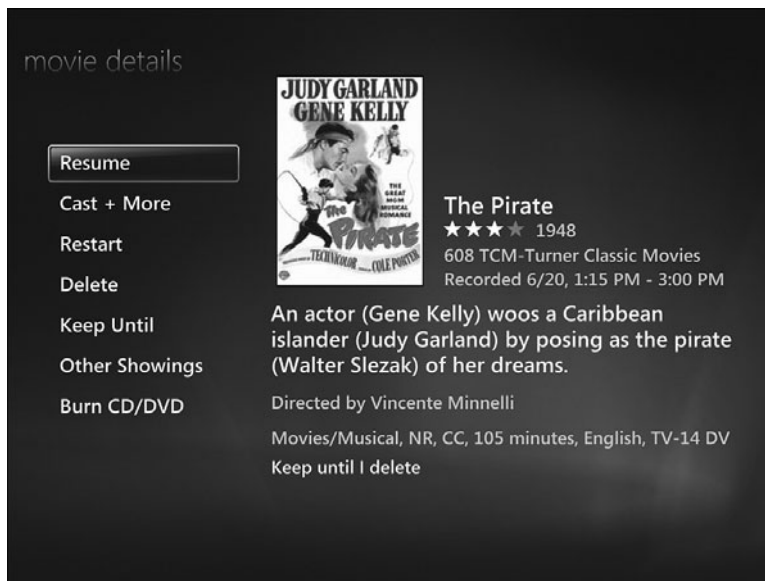 movie details
Resume
Cast + More
Restart
Delete
Keep Until
Other Showings
Burn CD/DVD
JUDY GARLAND
GENE KELLY
THE
GREAT
MGM
MUSICAL
ROMANCE
The
PIRATE
TECHNICOLOR
COLE PORTER
The Pirate
1948
608 TCM-Turner Classic Movies
Recorded 6/20, 1:15 PM - 3:00 PM
An actor (Gene Kelly) woos a Caribbean
islander (Judy Garland) by posing as the pirate
(Walter Slezak) of her dreams.
Directed by Vincente Minnelli
Movies/Musical, NR, CC, 105 minutes, English, TV-14 DV
Keep until I delete